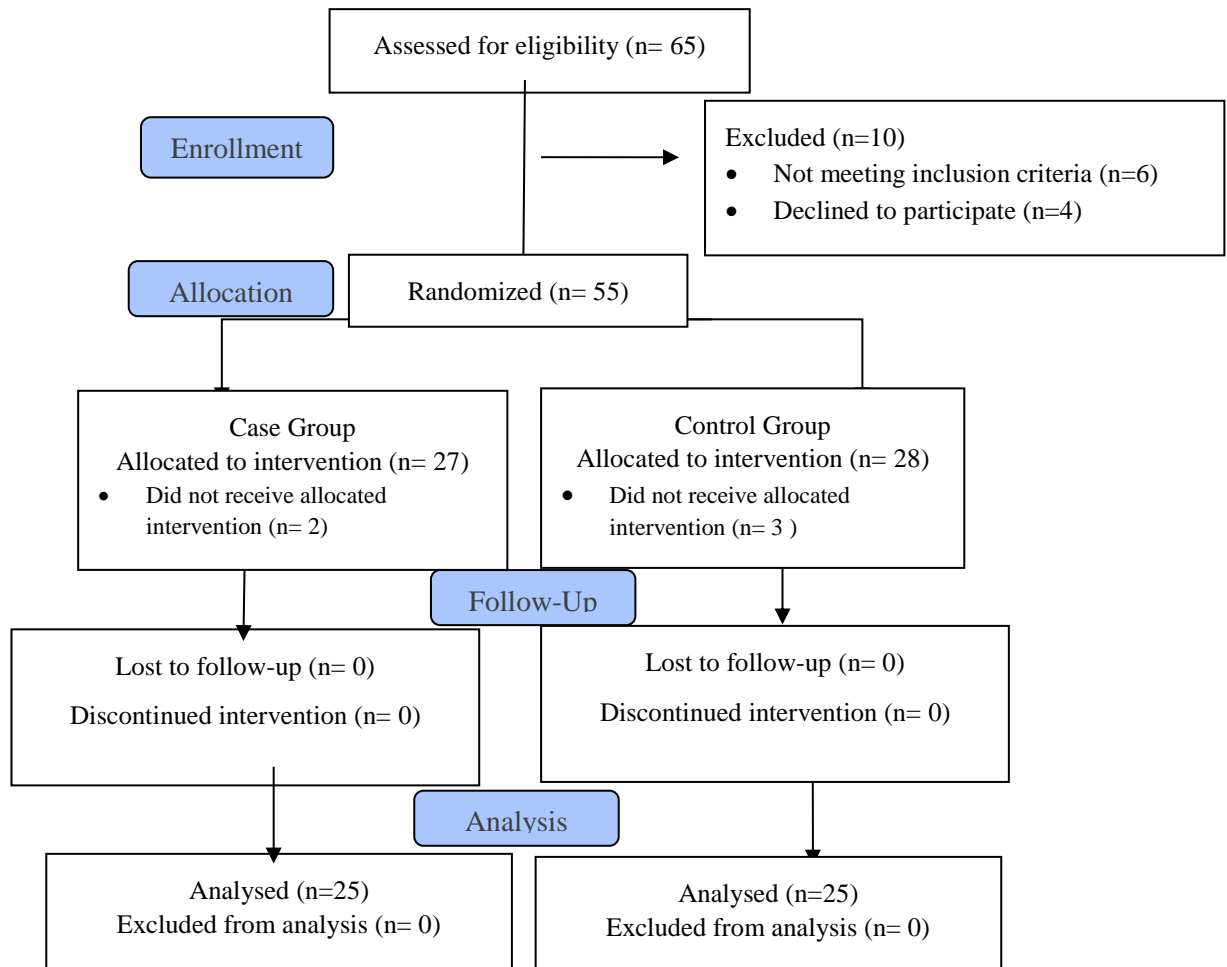 Assessed for eligibility (n= 65)
Enrollment
Excluded (n=10)
• Not meeting inclusion criteria (n=6)
• Declined to participate (n=4)
Allocation
Randomized (n= 55)
Case Group
Allocated to intervention (n= 27)
• Did not receive allocated
intervention (n= 2)
Control Group
Allocated to intervention (n= 28)
• Did not receive allocated
intervention (n= 3 )
Follow-Up
Lost to follow-up (n= 0)
Discontinued intervention (n= 0)
Lost to follow-up (n= 0)
Discontinued intervention (n= 0)
Analysis
Analysed (n=25)
Excluded from analysis (n= 0)
Analysed (n=25)
Excluded from analysis (n= 0)